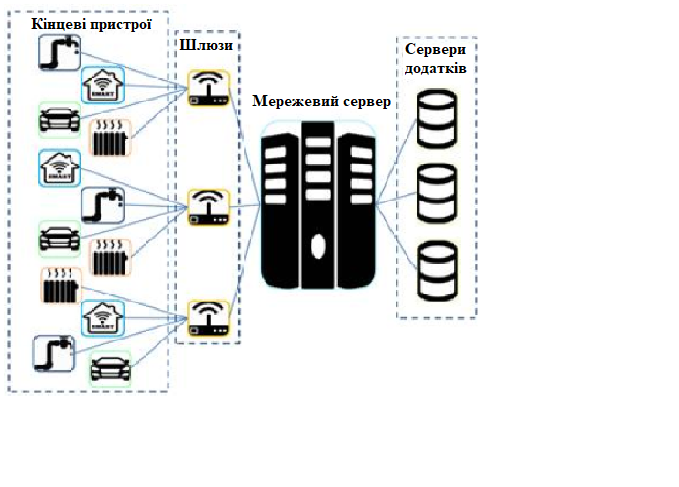 Кінцеві пристрої
Шлюзи
Мережевий сервер
Сервери
додатків
SMART
SMART
SMART